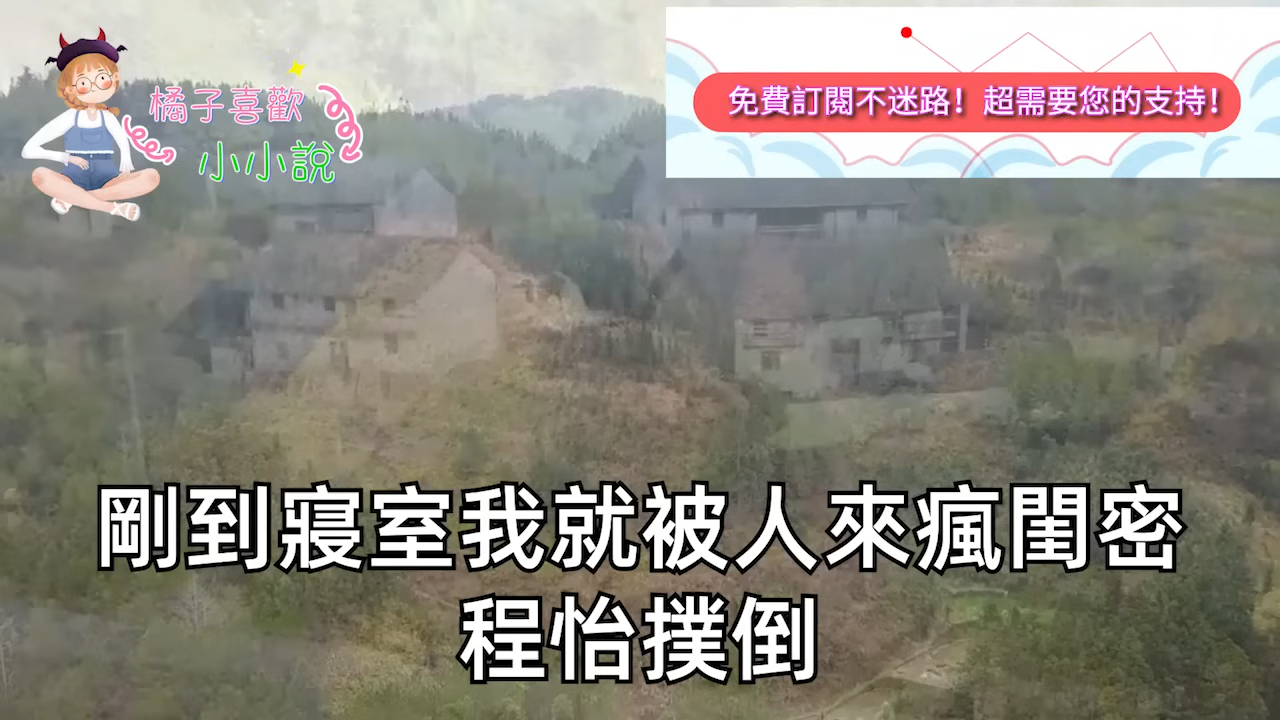 橘子喜歡
小小說
免費訂閱不迷路！超需要您的支持！
剛到寢室我就被人來瘋閨密
程怡撲倒